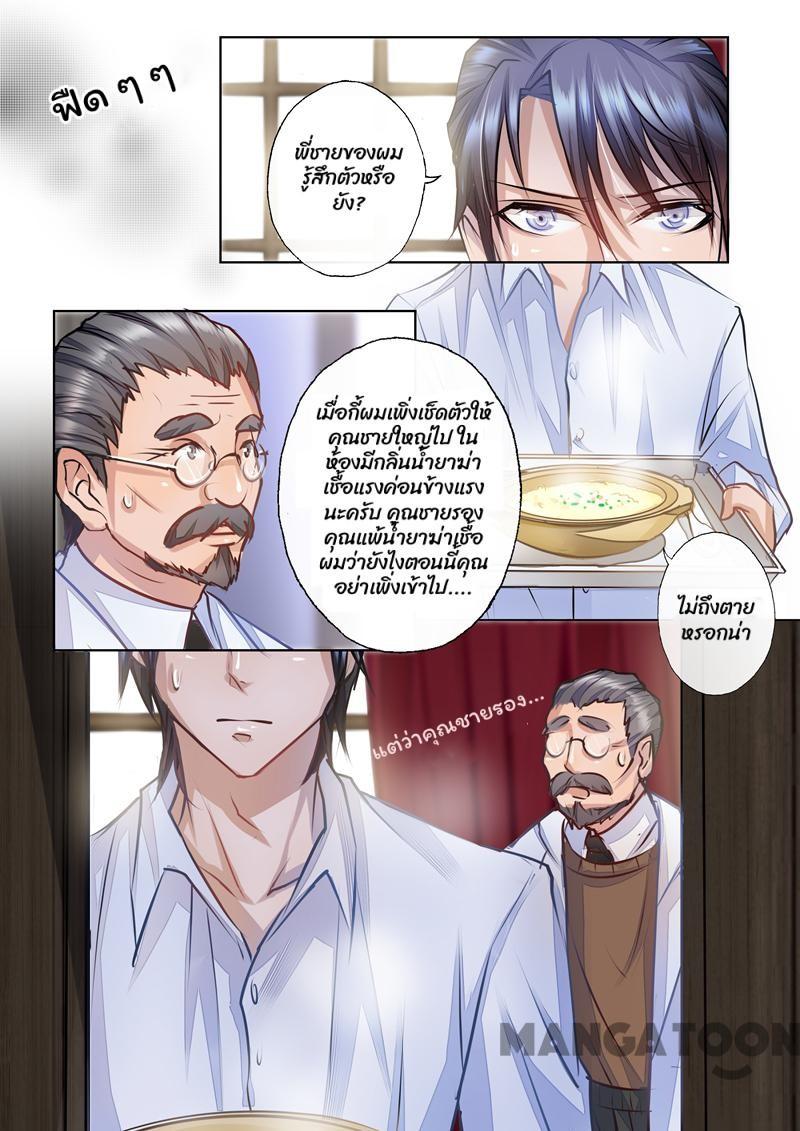 ฟืด ๆ ๆ
พี่ชายของผม
รู้สึกตัวหรือ
ยัง?
เมื่อกี้ผมเพิ่งเช็ดตัวให้
คุณชายใหญ่ไป ใน
ห้องมีกลิ่นน้ำยาฆ่า
เชื้อแรงค่อนข้างแรง
นะครับ คุณชายรอง
คุณแพ้น้ำยาฆ่าเชื้อ
ผมว่ายังไงตอนนี้คุณ
อย่าเพิ่งเข้าไป....
ไม่ถึงตาย
หรอกน่า
แต่ว่าคุณชายรอง...
MANGATOON